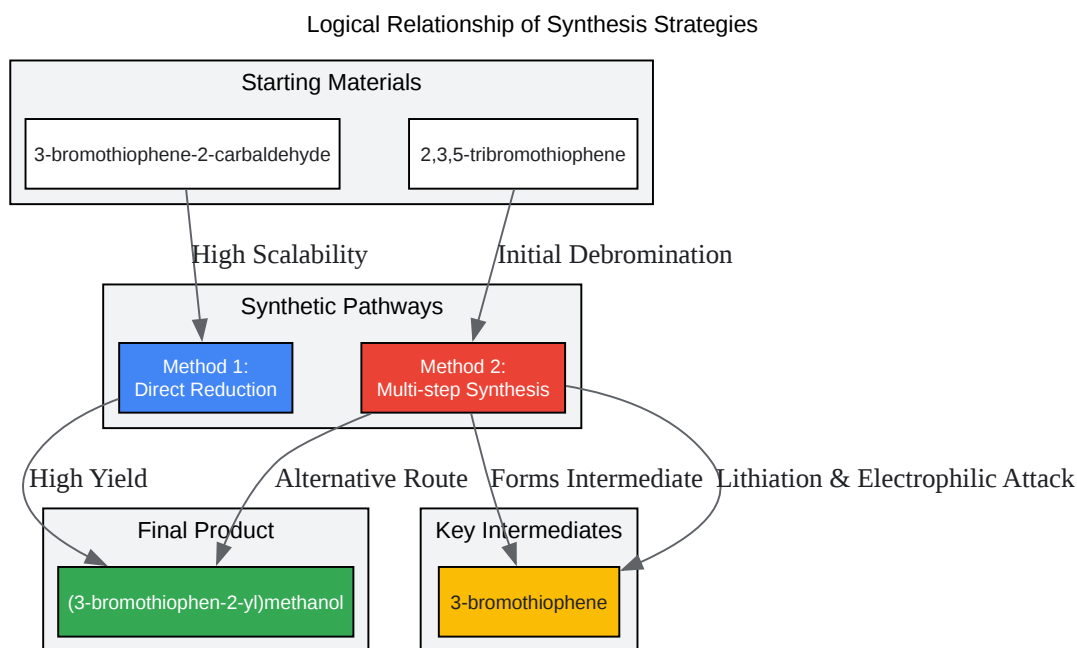 Logical Relationship of Synthesis Strategies
Starting Materials
3-bromothiophene-2-carbaldehyde
2,3,5-tribromothiophene
High Scalability
Initial Debromination
Synthetic Pathways
Method 1:
Direct Reduction
Method 2:
Multi-step Synthesis
High Yield
Alternative Route
Forms Intermediate
Lithiation & Electrophilic Attack
Final Product
Key Intermediates
(3-bromothiophen-2-yl)methanol
3-bromothiophene